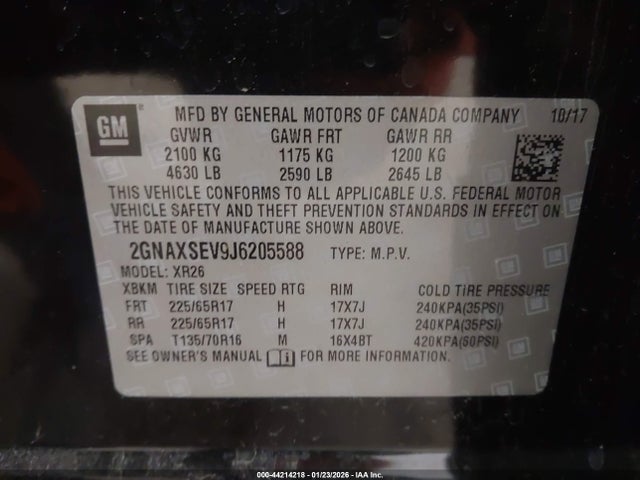 GM ® MFD BY GENERAL MOTORS OF CANADA COMPANY 10/17
GVWR GAWR FRT GAWR RR
2100 KG 1175 KG 1200 KG
4630 LB 2590 LB 2645 LB
THIS VEHICLE CONFORMS TO ALL APPLICABLE U.S. FEDERAL MOTOR
VEHICLE SAFETY AND THEFT PREVENTION STANDARDS IN EFFECT ON
THE DATE OF MANUFACTURE SHOWN ABOVE.
2GNAXSEV9J6205588 TYPE: M.P.V.
MODEL: XR26
XBKM TIRE SIZE SPEED RTG RIM COLD TIRE PRESSURE
FRT 225/65R17 H 17X7J 240KPA(35PSI)
RR 225/65R17 H 17X7J 240KPA(35PSI)
SPA T135/70R16 M 16X4BT 420KPA(60PSI)
SEE OWNER'S MANUAL i FOR MORE INFORMATION.
000-44214218 - 01/23/2026 - IAA Inc.